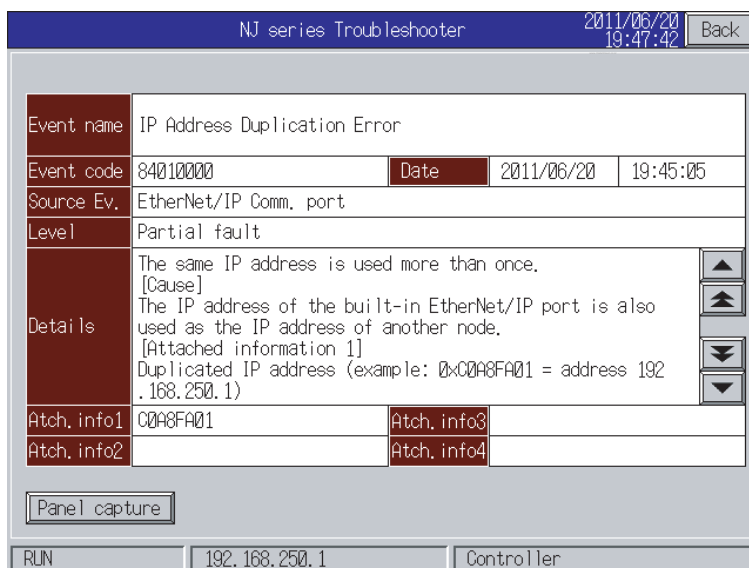 NJ series Troubleshooter 2011/06/20 19:47:42 Back
Event name IP Address Duplication Error
Event code 84010000 Date 2011/06/20 19:45:05
Source Ev. EtherNet/IP Comm. port
Level Partial fault
Details
The same IP address is used more than once.
[Cause]
The IP address of the built-in EtherNet/IP port is also
used as the IP address of another node.
[Attached information 1]
Duplicated IP address (example: 0xC0A8FA01 = address 192
.168.250.1)
Atch.info1 C0A8FA01 Atch.info3
Atch.info2 Atch.info4
Panel capture
RUN 192.168.250.1 Controller